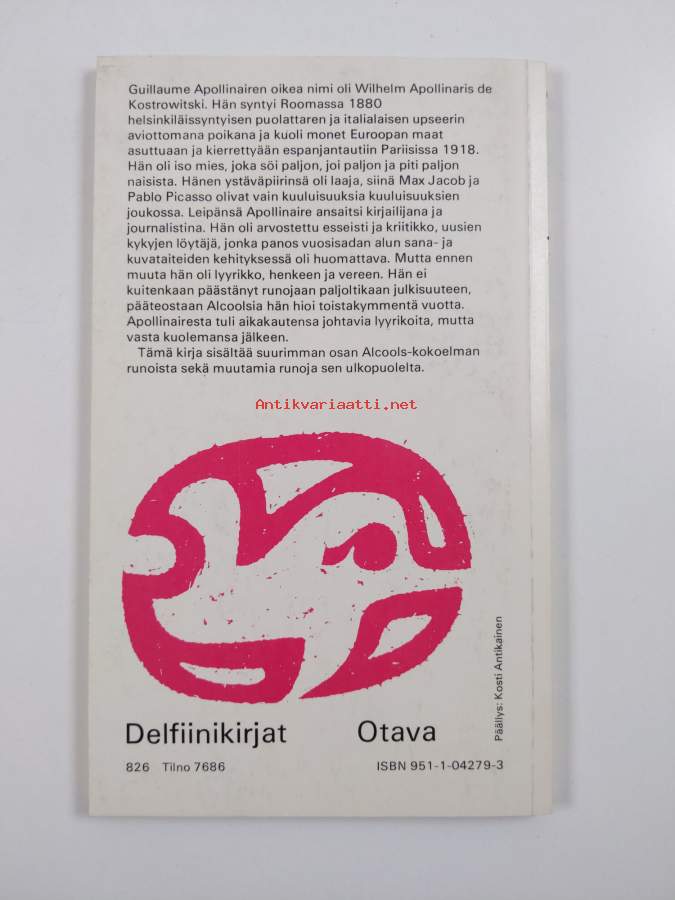 Guillaume Apollinairen oikea nimi oli Wilhelm Apollinaris de
Kostrowitski. Hän syntyi Roomassa 1880
helsinkiläissyntyisen puolattaren ja italialaisen upseerin
aviottomana poikana ja kuoli monet Euroopan maat
asuttuaan ja kierrettyään espanjantautiin Pariisissa 1918.
Hän oli iso mies, joka söi paljon, joi paljon ja piti paljon
naisista. Hänen ystäväpiirinsä oli laaja, siinä Max Jacob ja
Pablo Picasso olivat vain kuuluisuuksia kuuluisuuksien
joukossa. Leipänsä Apollinaire ansaitsi kirjailijana ja
journalistina. Hän oli arvostettu esseisti ja kriitikko, uusien
kykyjen löytäjä, jonka panos vuosisadan alun sana- ja
kuvataiteiden kehityksessä oli huomattava. Mutta ennen
muuta hän oli lyyrikko, henkeen ja vereen. Hän ei
kuitenkaan päästänyt runojaan paljoltikaan julkisuuteen,
pääteostaan Alcoolsia hän hioi toistakymmentä vuotta.
Apollinairesta tuli aikakautensa johtavia lyyrikoita, mutta
vasta kuolemansa jälkeen.
Tämä kirja sisältää suurimman osan Alcools-kokoelman
runoista sekä muutamia runoja sen ulkopuolelta.
Antikvariaatti.net
Päällys: Kosti Antikainen
Delfiinikirjat Otava
826 Tilno 7686 ISBN 951-1-04279-3